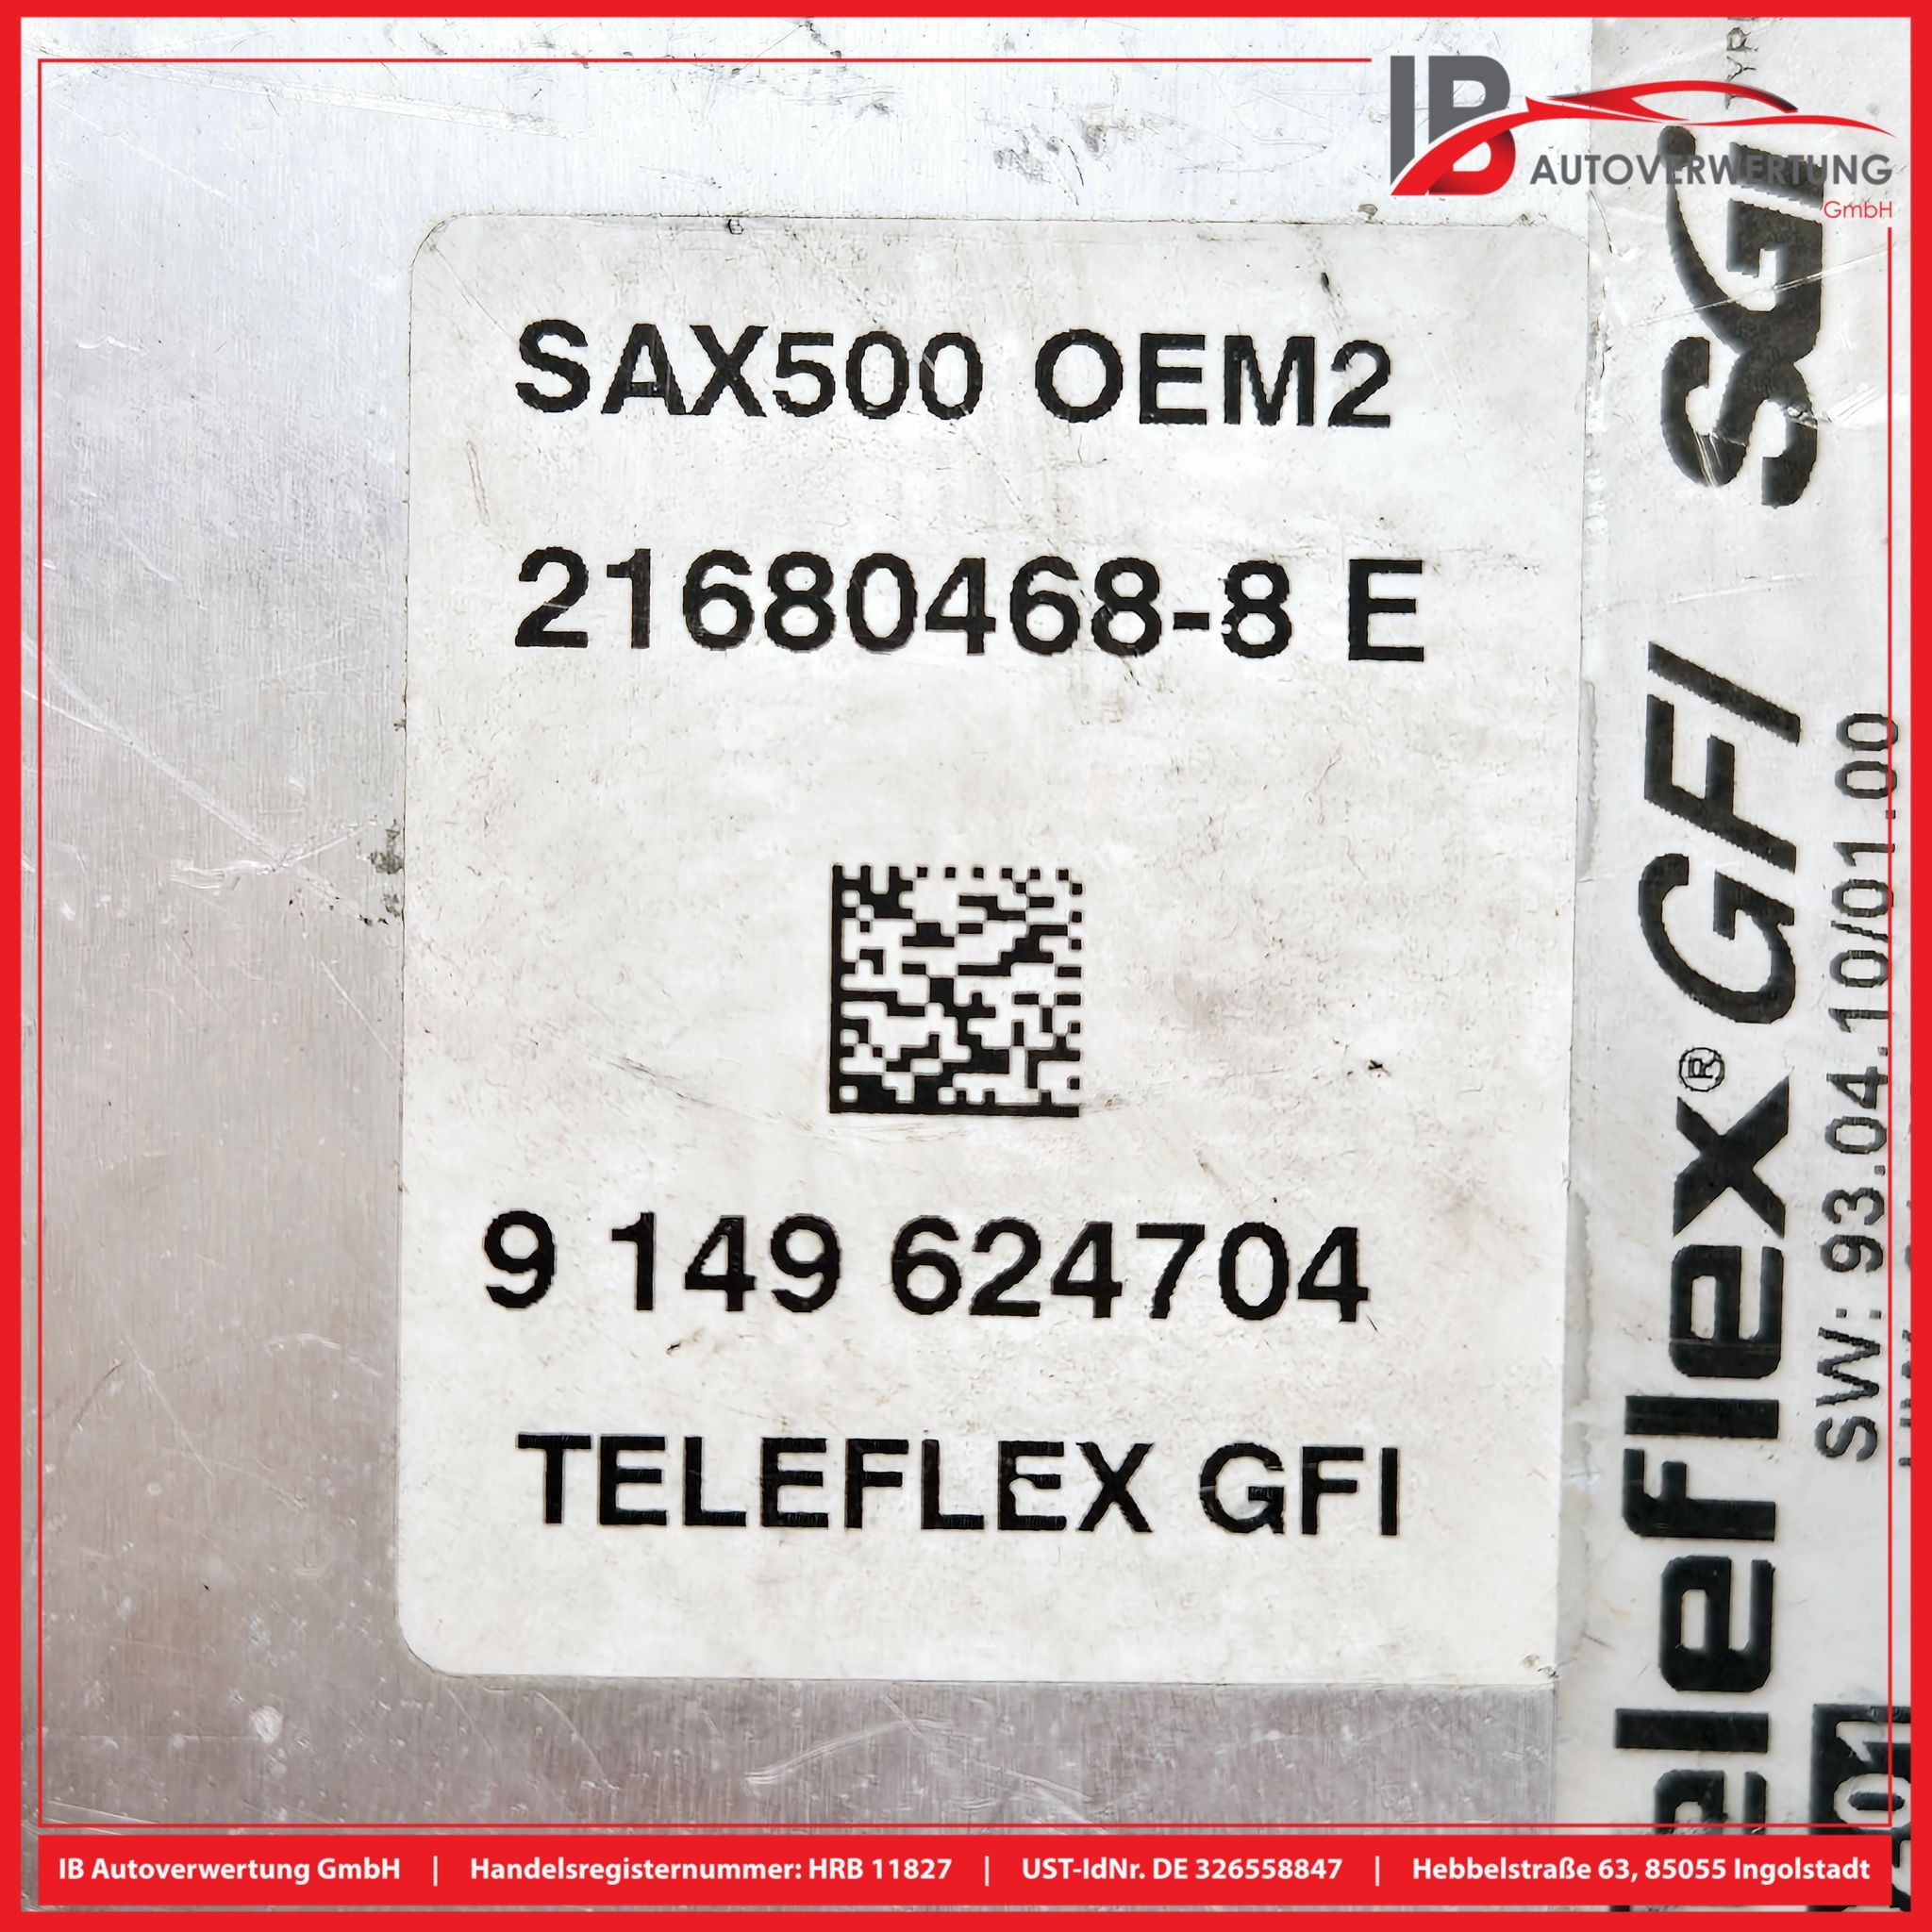 IB AUTOVERWERTUNG
GmbH
SAX500 OEM2
21680468-8 E
9 149 624704
TELEFLEX GFI
eleflex® GFI SGI
SW: 93.04.10/01.00
IB Autoverwertung GmbH | Handelsregisternummer: HRB 11827 | UST-IdNr. DE 326558847 | Hebbelstraße 63, 85055 Ingolstadt